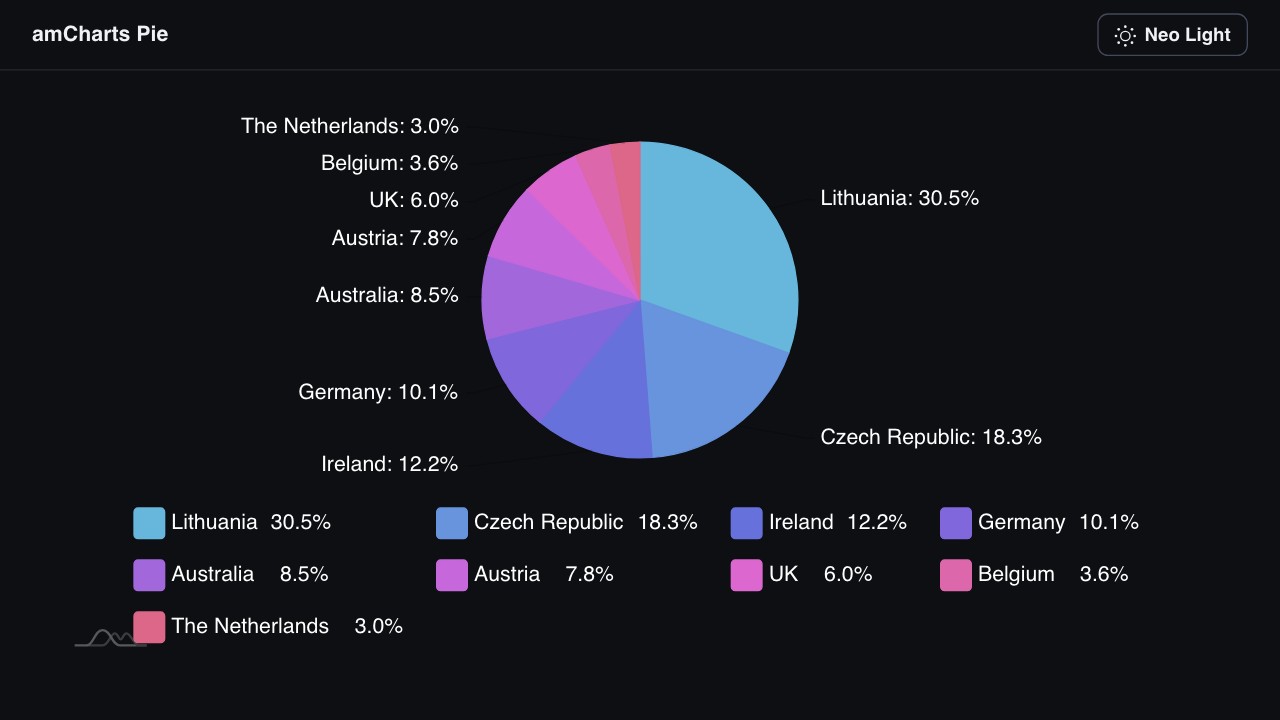 amCharts Pie
Neo Light
The Netherlands: 3.0%
Belgium: 3.6%
UK: 6.0%
Austria: 7.8%
Australia: 8.5%
Germany: 10.1%
Ireland: 12.2%
Lithuania: 30.5%
Czech Republic: 18.3%
Lithuania 30.5% Czech Republic 18.3% Ireland 12.2% Germany 10.1%
Australia 8.5% Austria 7.8% UK 6.0% Belgium 3.6%
The Netherlands 3.0%